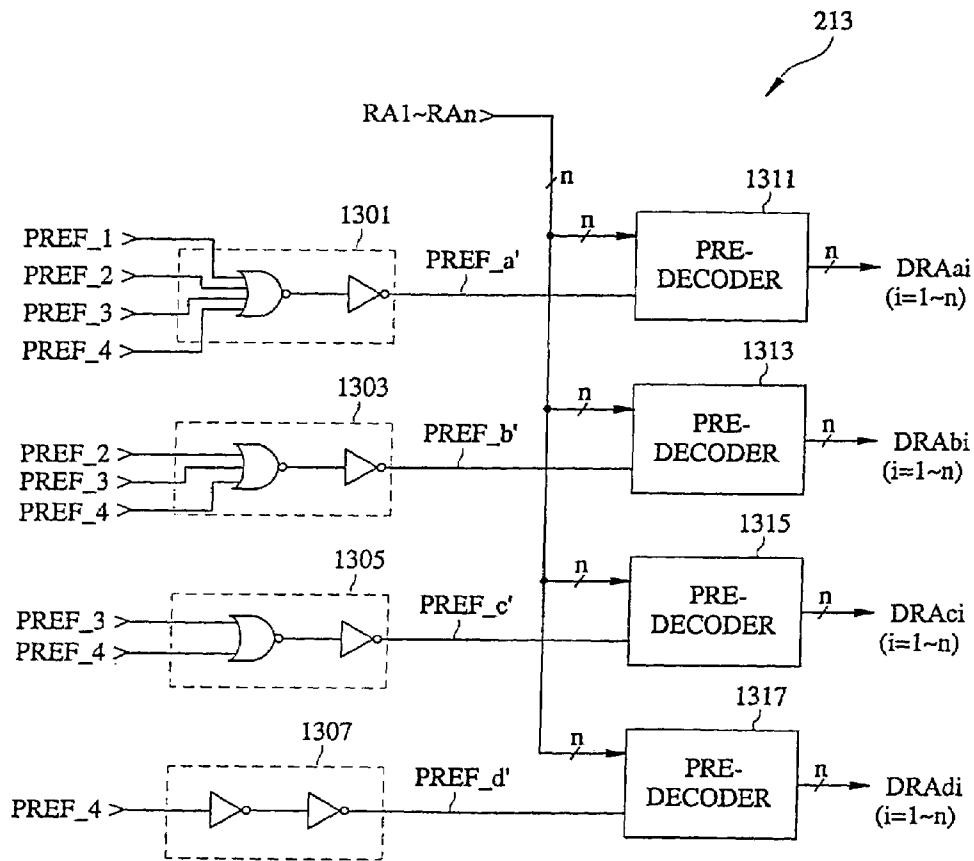 213
RA1~RAn
n
1311
n
PRE-
DECODER
n
DRAai
(i=1~n)
1301
PREF_1
PREF_2
PREF_3
PREF_4
PREF_a'
1313
n
PRE-
DECODER
n
DRAbi
(i=1~n)
1303
PREF_2
PREF_3
PREF_4
PREF_b'
1315
n
PRE-
DECODER
n
DRAci
(i=1~n)
1305
PREF_3
PREF_4
PREF_c'
1317
n
PRE-
DECODER
n
DRAdi
(i=1~n)
1307
PREF_4
PREF_d'